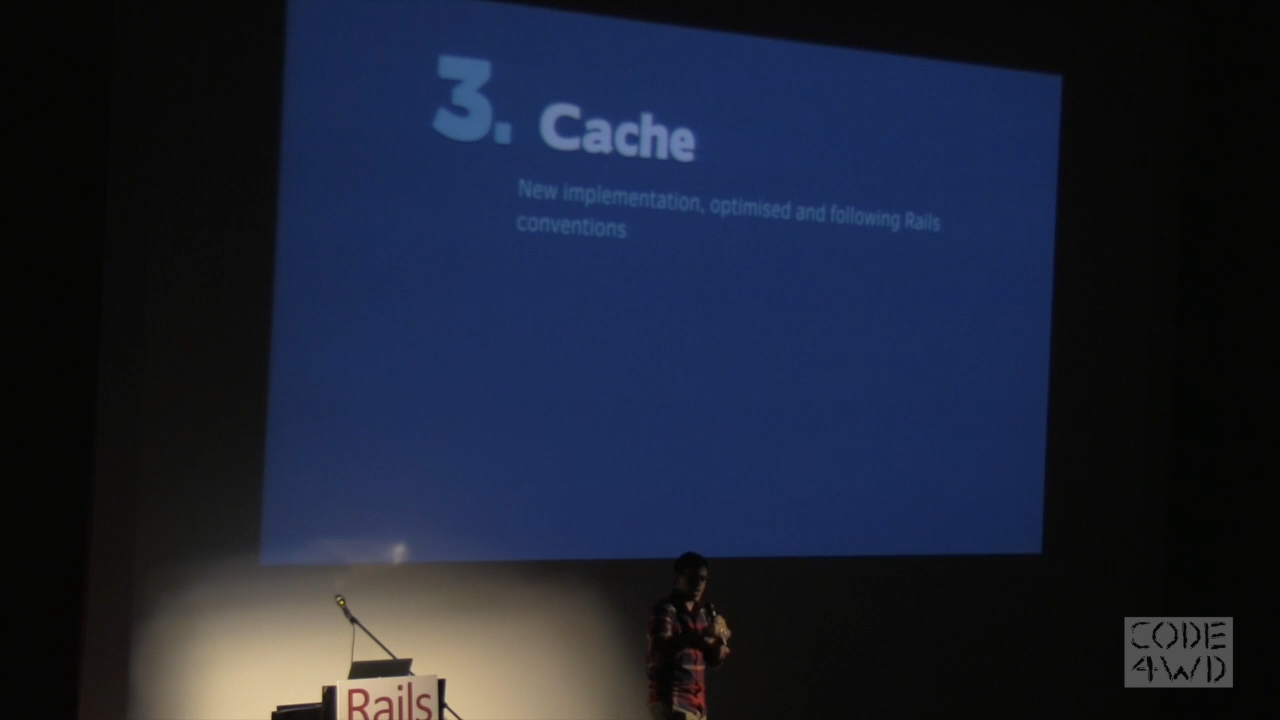 3. Cache
New implementation, optimised and following Rails
conventions
Rails
CODE
4WD